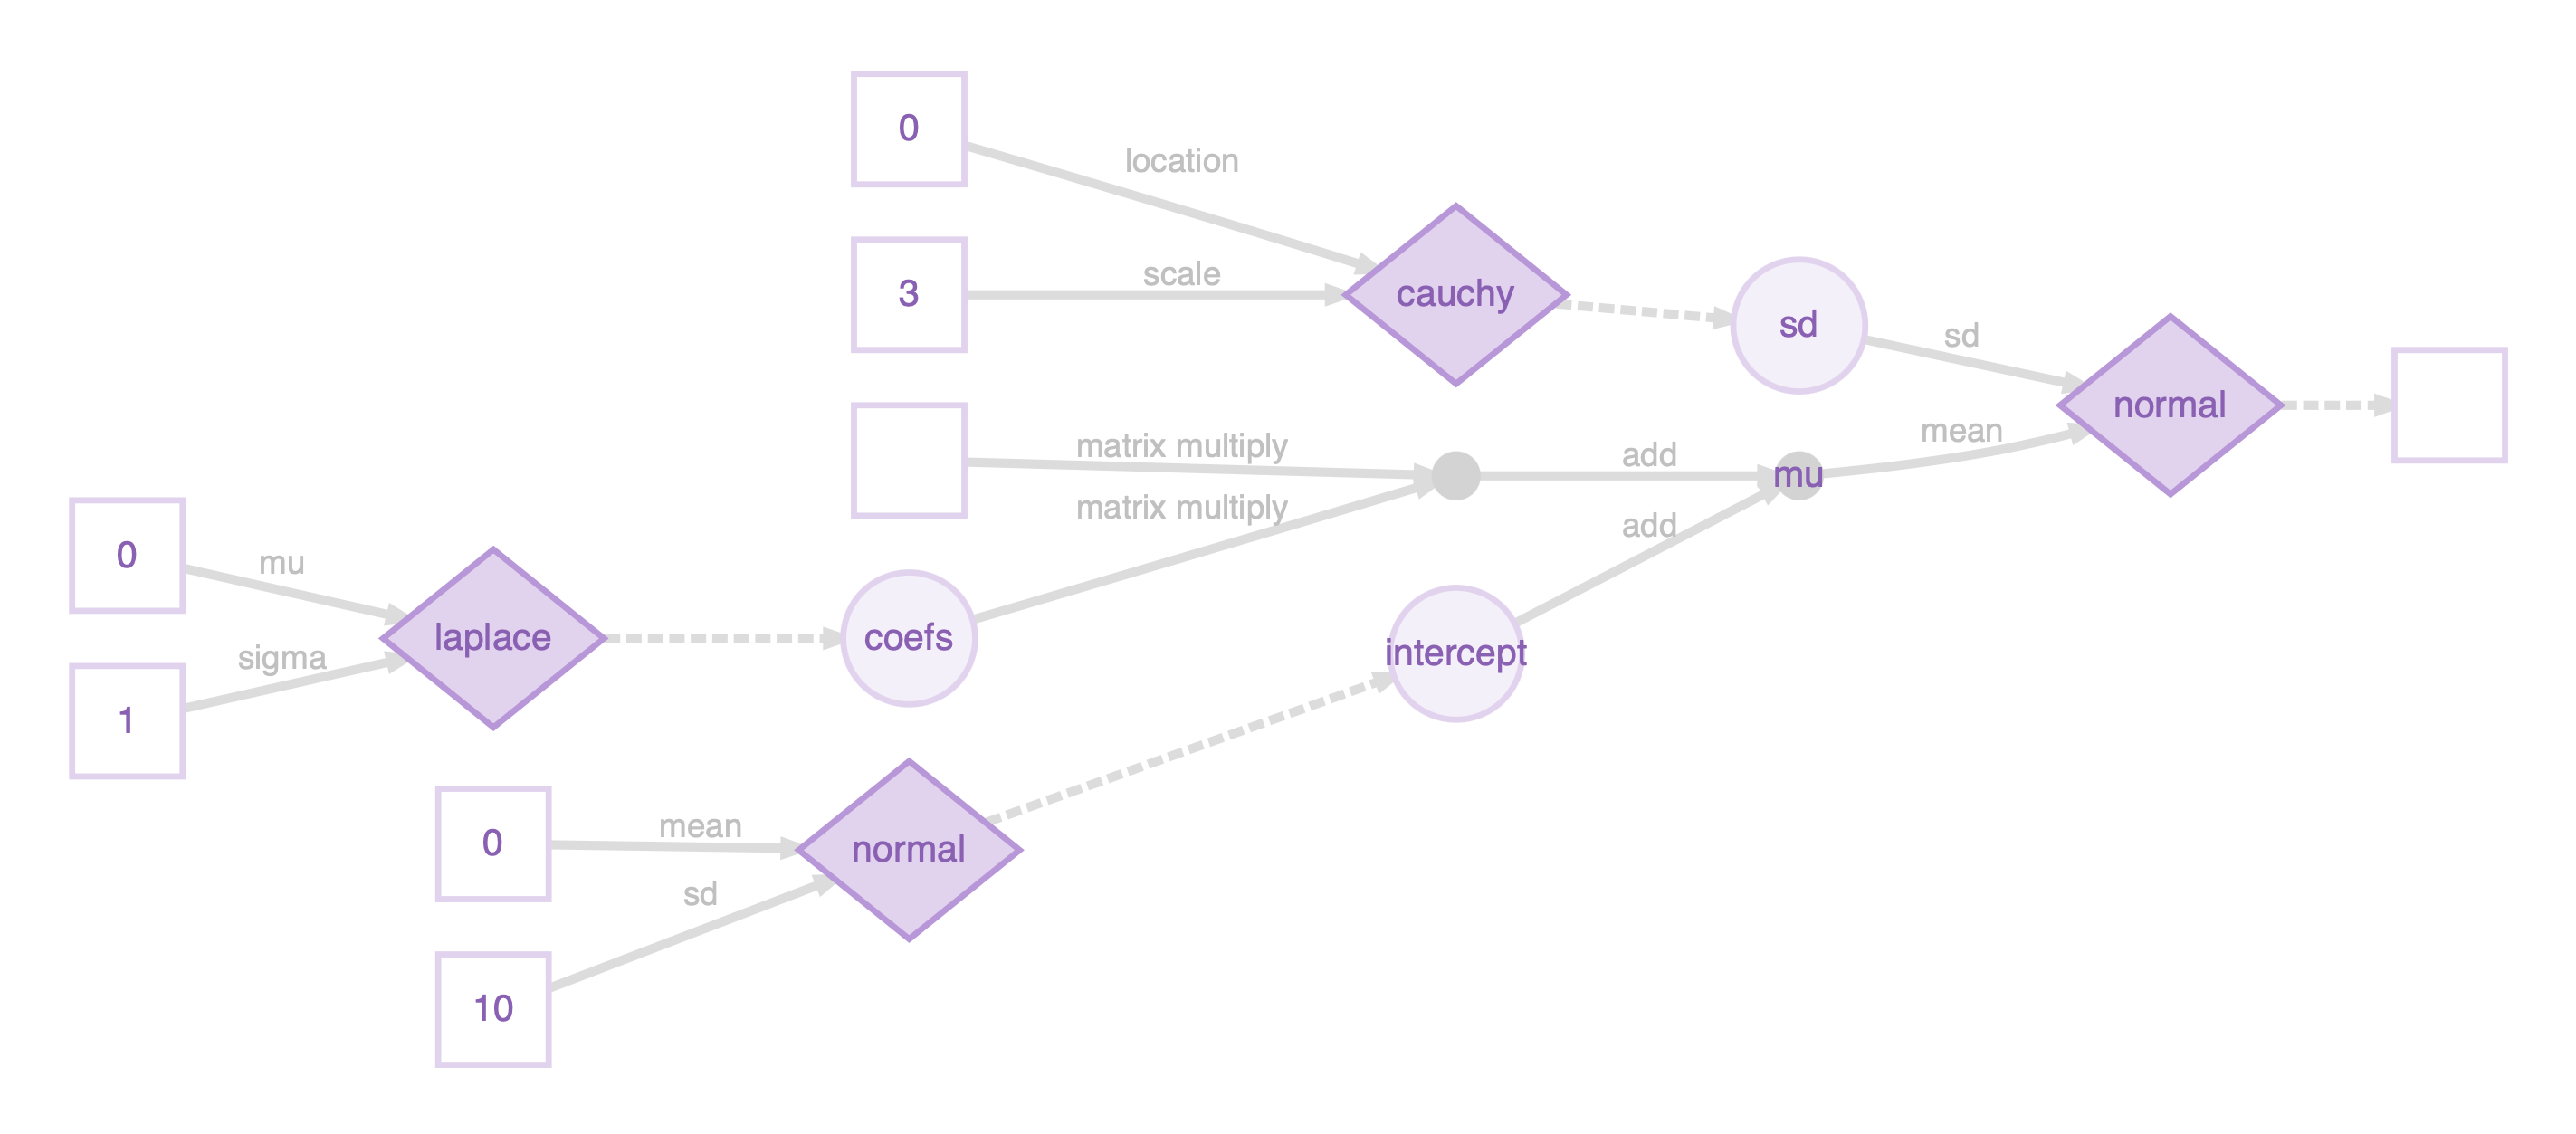 0
location
3
scale
cauchy
sd
sd
normal
matrix multiply
matrix multiply
add
mu
mean
add
0
mu
laplace
coefs
intercept
sigma
1
0
mean
normal
sd
10